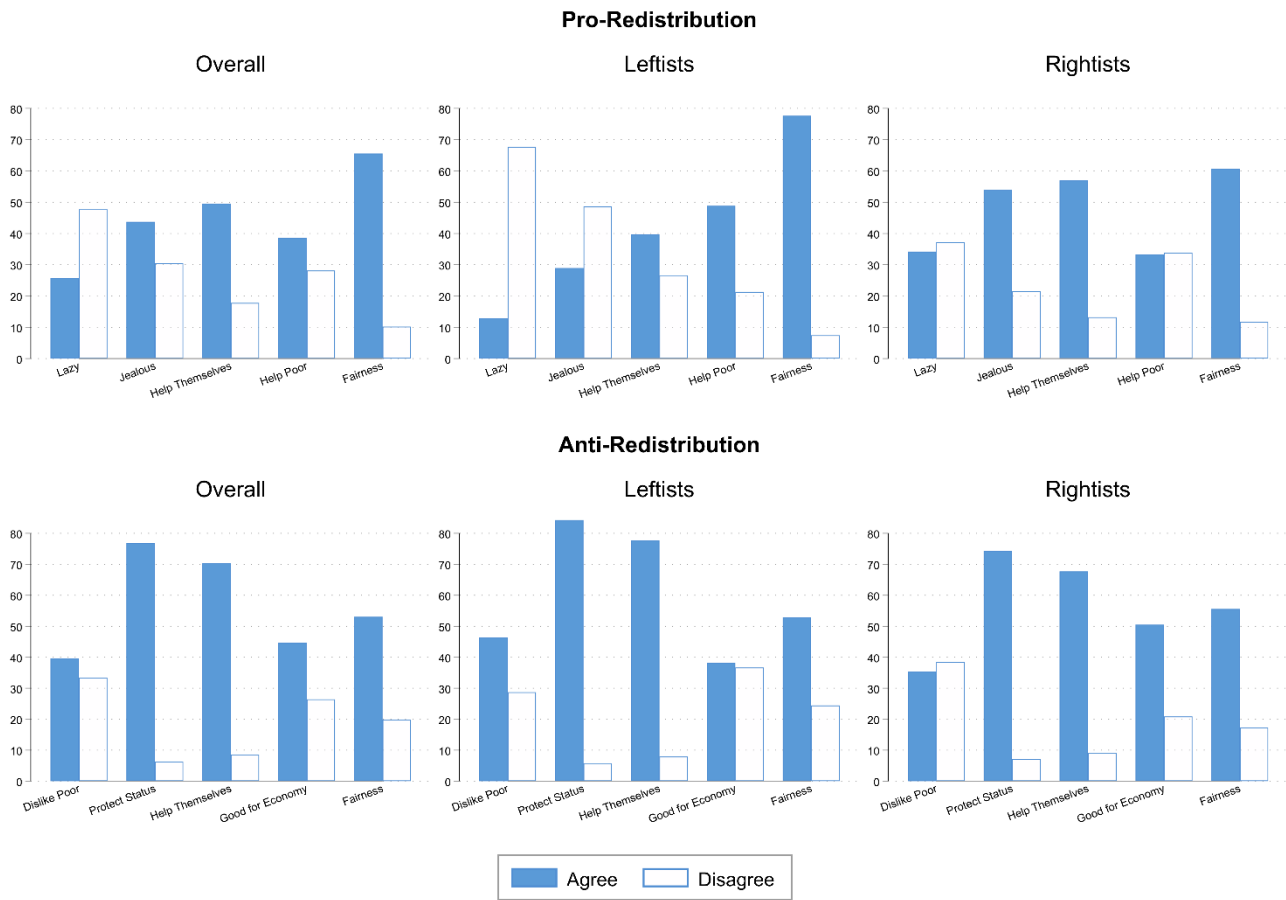 Pro-Redistribution
Overall Leftists Rightists
80 80 80
70 70 70
60 60 60
50 50 50
40 40 40
30 30 30
20 20 20
10 10 10
0 0 0
Lazy Jealous Help Themselves Help Poor Fairness Lazy Jealous Help Themselves Help Poor Fairness Lazy Jealous Help Themselves Help Poor Fairness
Anti-Redistribution
Overall Leftists Rightists
80 80 80
70 70 70
60 60 60
50 50 50
40 40 40
30 30 30
20 20 20
10 10 10
0 0 0
Dislike Poor Protect Status Help Themselves Good for Economy Fairness Dislike Poor Protect Status Help Themselves Good for Economy Fairness Dislike Poor Protect Status Help Themselves Good for Economy Fairness
Agree Disagree